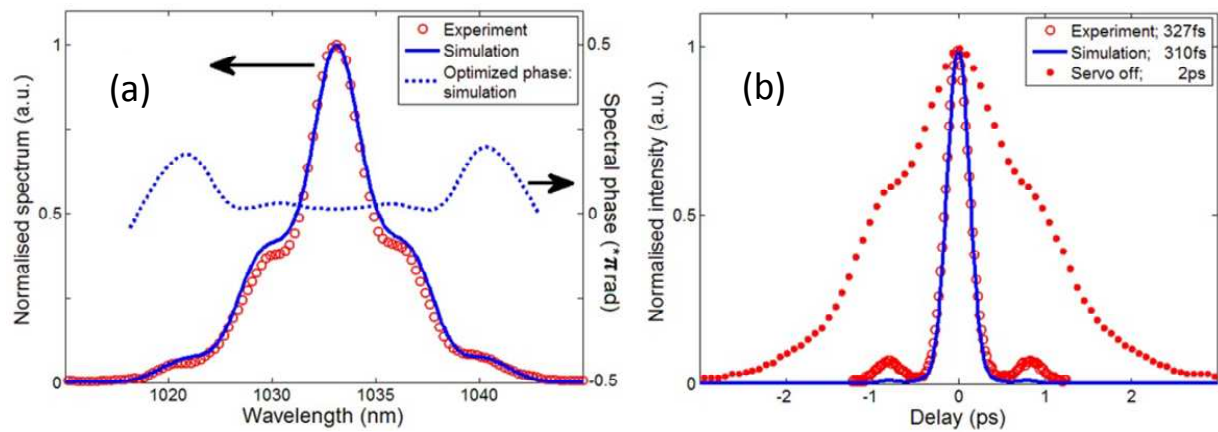 (a)
Experiment
Simulation
Optimized phase:
simulation
Normalised spectrum (a.u.)
1
0.5
0
1020
1030
1035
1040
Wavelength (nm)
0.5
0
-0.5
Spectral phase (*π rad)
(b)
Experiment; 327fs
Simulation; 310fs
Servo off; 2ps
Normalised intensity (a.u.)
1
0.5
0
-2
-1
0
1
2
Delay (ps)